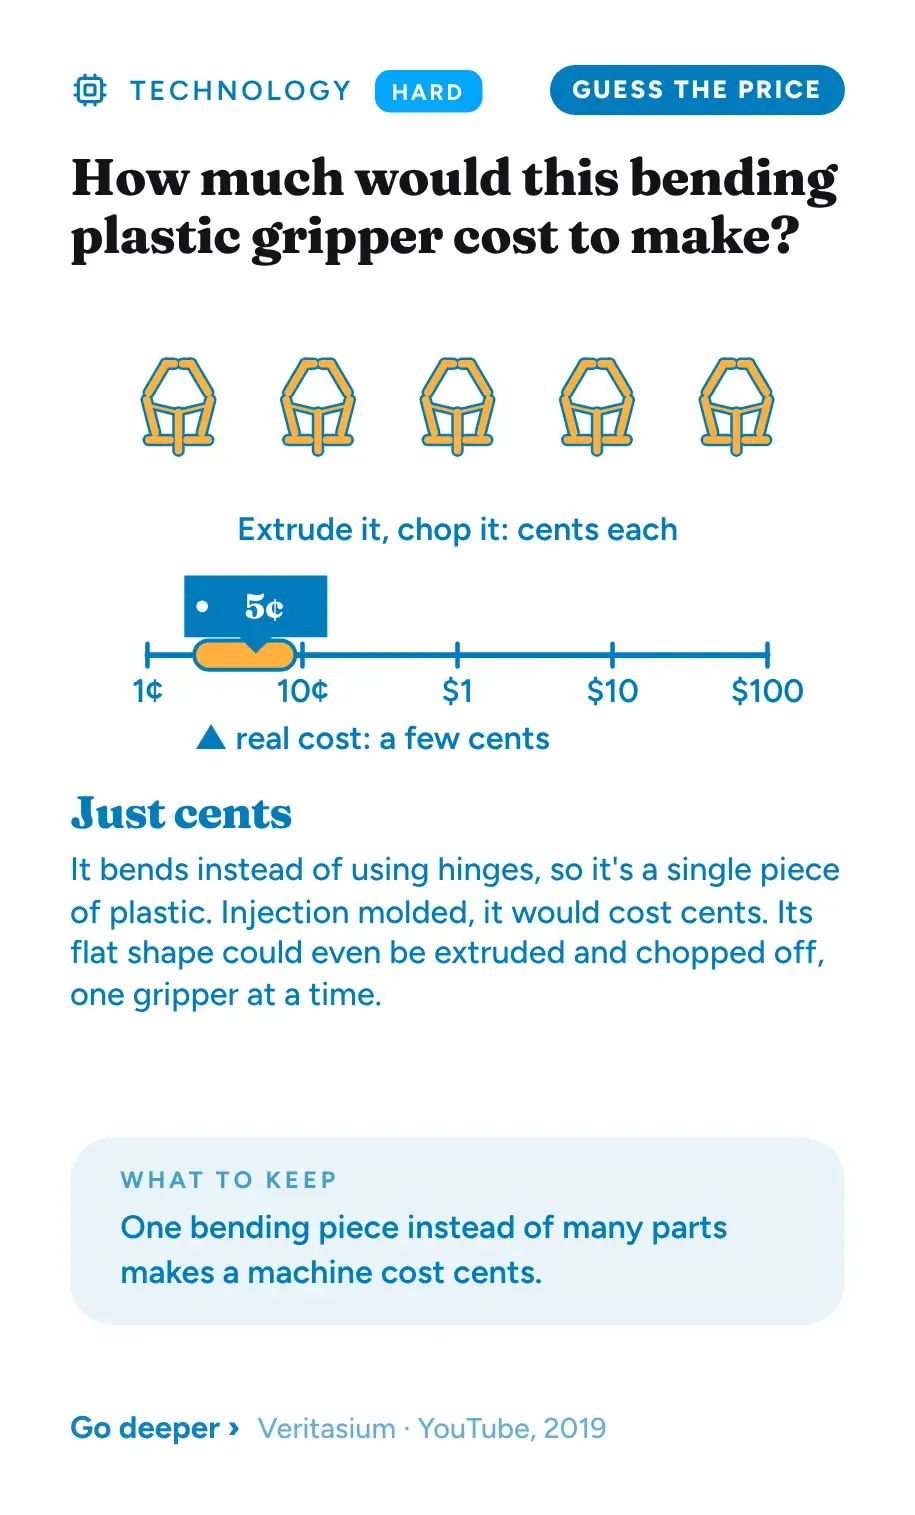 TECHNOLOGY HARD GUESS THE PRICE
How much would this bending
plastic gripper cost to make?
Extrude it, chop it: cents each
5¢
1¢ 10¢ $1 $10 $100
▲ real cost: a few cents
Just cents
It bends instead of using hinges, so it's a single piece
of plastic. Injection molded, it would cost cents. Its
flat shape could even be extruded and chopped off,
one gripper at a time.
WHAT TO KEEP
One bending piece instead of many parts
makes a machine cost cents.
Go deeper › Veritasium · YouTube, 2019